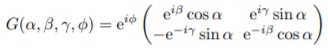 G(α, β, γ, ϕ) = e^{iϕ} ( e^{iβ} cos α   e^{iγ} sin α
−e^{−iγ} sin α   e^{−iβ} cos α )